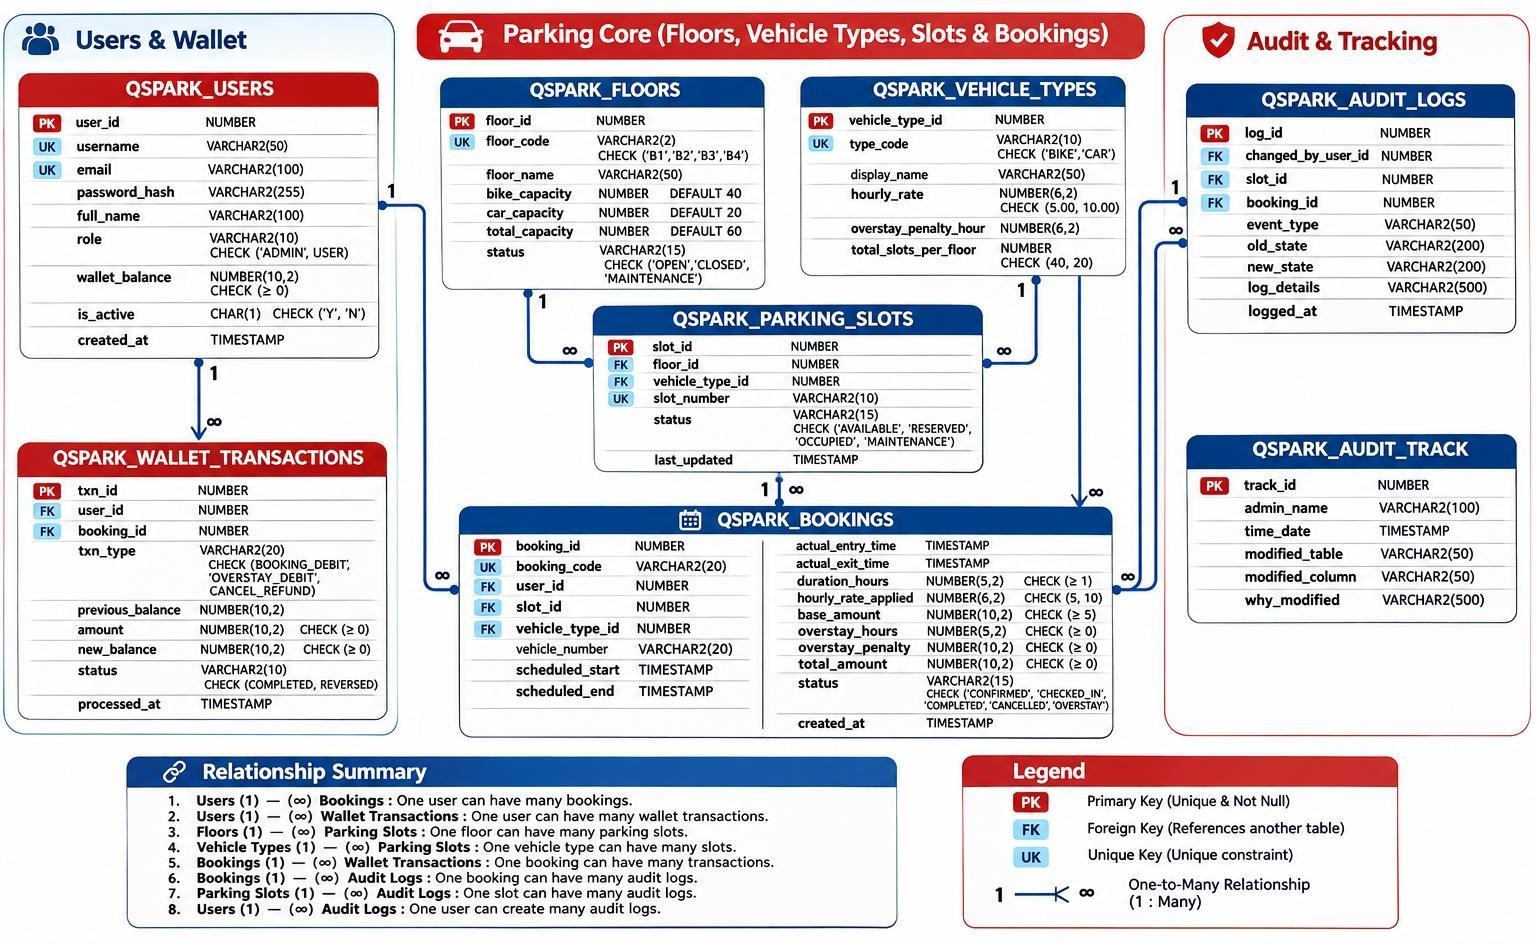 Users & Wallet
QSPARK_USERS
PK user_id NUMBER
UK username VARCHAR2(50)
UK email VARCHAR2(100)
password_hash VARCHAR2(255)
full_name VARCHAR2(100)
role VARCHAR2(10)
CHECK ('ADMIN', USER)
wallet_balance NUMBER(10,2)
CHECK (≥ 0)
is_active CHAR(1) CHECK ('Y', 'N')
created_at TIMESTAMP
1
∞
QSPARK_WALLET_TRANSACTIONS
PK txn_id NUMBER
FK user_id NUMBER
FK booking_id NUMBER
txn_type VARCHAR2(20)
CHECK (BOOKING_DEBIT',
'OVERSTAY_DEBIT',
CANCEL_REFUND)
previous_balance NUMBER(10,2)
amount NUMBER(10,2) CHECK (≥ 0)
new_balance NUMBER(10,2) CHECK (≥ 0)
status VARCHAR2(10)
CHECK (COMPLETED, REVERSED)
processed_at TIMESTAMP
Parking Core (Floors, Vehicle Types, Slots & Bookings)
QSPARK_FLOORS
PK floor_id NUMBER
UK floor_code VARCHAR2(2)
CHECK ('B1','B2','B3','B4')
floor_name VARCHAR2(50)
bike_capacity NUMBER DEFAULT 40
car_capacity NUMBER DEFAULT 20
total_capacity NUMBER DEFAULT 60
status VARCHAR2(15)
CHECK ('OPEN','CLOSED',
'MAINTENANCE')
QSPARK_VEHICLE_TYPES
PK vehicle_type_id NUMBER
UK type_code VARCHAR2(10)
CHECK ('BIKE','CAR')
display_name VARCHAR2(50)
hourly_rate NUMBER(6,2)
CHECK (5.00, 10.00)
overstay_penalty_hour NUMBER(6,2)
total_slots_per_floor NUMBER
CHECK (40, 20)
1
1
1
∞
∞
QSPARK_PARKING_SLOTS
PK slot_id NUMBER
FK floor_id NUMBER
FK vehicle_type_id NUMBER
UK slot_number VARCHAR2(10)
status VARCHAR2(15)
CHECK ('AVAILABLE', 'RESERVED',
'OCCUPIED', 'MAINTENANCE')
last_updated TIMESTAMP
1 ∞
∞
∞
∞
QSPARK_BOOKINGS
PK booking_id NUMBER
UK booking_code VARCHAR2(20)
FK user_id NUMBER
FK slot_id NUMBER
FK vehicle_type_id NUMBER
vehicle_number VARCHAR2(20)
scheduled_start TIMESTAMP
scheduled_end TIMESTAMP
actual_entry_time TIMESTAMP
actual_exit_time TIMESTAMP
duration_hours NUMBER(5,2) CHECK (≥ 1)
hourly_rate_applied NUMBER(6,2) CHECK (5, 10)
base_amount NUMBER(10,2) CHECK (≥ 5)
overstay_hours NUMBER(5,2) CHECK (≥ 0)
overstay_penalty NUMBER(10,2) CHECK (≥ 0)
total_amount NUMBER(10,2) CHECK (≥ 0)
status VARCHAR2(15)
CHECK ('CONFIRMED', 'CHECKED_IN',
'COMPLETED', 'CANCELLED', 'OVERSTAY')
created_at TIMESTAMP
Audit & Tracking
1
∞
QSPARK_AUDIT_LOGS
PK log_id NUMBER
FK changed_by_user_id NUMBER
FK slot_id NUMBER
FK booking_id NUMBER
event_type VARCHAR2(50)
old_state VARCHAR2(200)
new_state VARCHAR2(200)
log_details VARCHAR2(500)
logged_at TIMESTAMP
QSPARK_AUDIT_TRACK
PK track_id NUMBER
admin_name VARCHAR2(100)
time_date TIMESTAMP
modified_table VARCHAR2(50)
modified_column VARCHAR2(50)
why_modified VARCHAR2(500)
Relationship Summary
1. Users (1) — (∞) Bookings : One user can have many bookings.
2. Users (1) — (∞) Wallet Transactions : One user can have many wallet transactions.
3. Floors (1) — (∞) Parking Slots : One floor can have many parking slots.
4. Vehicle Types (1) — (∞) Parking Slots : One vehicle type can have many slots.
5. Bookings (1) — (∞) Wallet Transactions : One booking can have many transactions.
6. Bookings (1) — (∞) Audit Logs : One booking can have many audit logs.
7. Parking Slots (1) — (∞) Audit Logs : One slot can have many audit logs.
8. Users (1) — (∞) Audit Logs : One user can create many audit logs.
Legend
PK Primary Key (Unique & Not Null)
FK Foreign Key (References another table)
UK Unique Key (Unique constraint)
1 ∞ One-to-Many Relationship
(1 : Many)